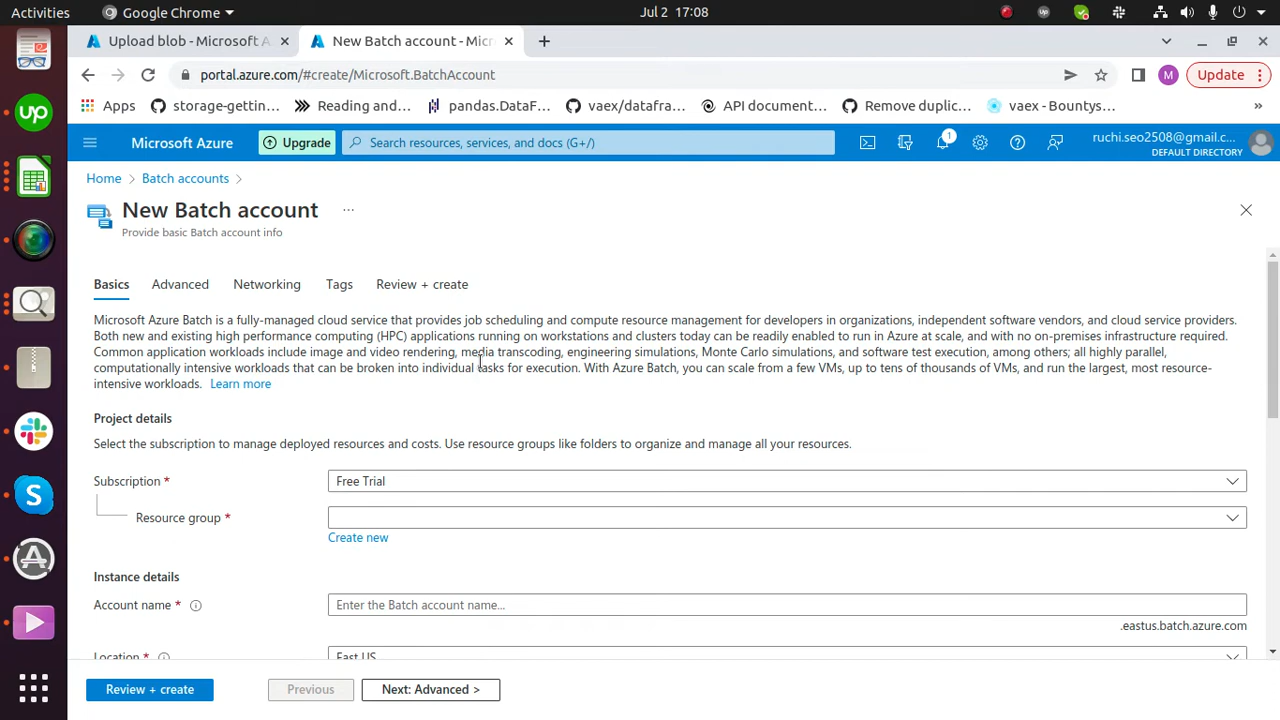 Activities
Google Chrome
Jul 2 17:08
Upload blob - Microsoft A
New Batch account - Micr
portal.azure.com/#create/Microsoft.BatchAccount
M
Update
Apps
storage-gettin...
Reading and...
pandas.DataF...
vaex/datafra...
API document...
Remove duplic...
vaex - Bountys...
»
Microsoft Azure
Upgrade
Search resources, services, and docs (G+/)
1
ruchi.seo2508@gmail.c...
DEFAULT DIRECTORY
Home > Batch accounts >
New Batch account ...
Provide basic Batch account info
Basics
Advanced
Networking
Tags
Review + create
Microsoft Azure Batch is a fully-managed cloud service that provides job scheduling and compute resource management for developers in organizations, independent software vendors, and cloud service providers.
Both new and existing high performance computing (HPC) applications running on workstations and clusters today can be readily enabled to run in Azure at scale, and with no on-premises infrastructure required.
Common application workloads include image and video rendering, media transcoding, engineering simulations, Monte Carlo simulations, and software test execution, among others; all highly parallel,
computationally intensive workloads that can be broken into individual tasks for execution. With Azure Batch, you can scale from a few VMs, up to tens of thousands of VMs, and run the largest, most resource-
intensive workloads. Learn more
Project details
Select the subscription to manage deployed resources and costs. Use resource groups like folders to organize and manage all your resources.
Subscription *
Free Trial
Resource group *
Create new
Instance details
Account name *
Enter the Batch account name...
.eastus.batch.azure.com
Location *
East US
Review + create
Previous
Next: Advanced >
up
S
A